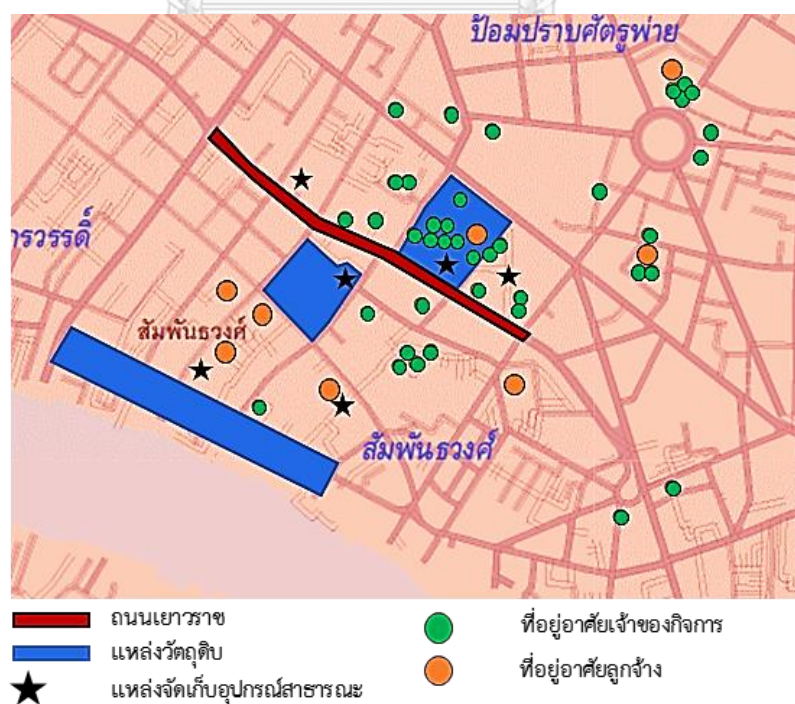 ป้อมปราบศัตรูพ่าย
ารวรรดิ์
สัมพันธวงศ์
สัมพันธวงศ์
ถนนเยาวราช
แหล่งวัตถุดิบ
แหล่งจัดเก็บอุปกรณ์สาธารณะ
ที่อยู่อาศัยเจ้าของกิจการ
ที่อยู่อาศัยลูกจ้าง